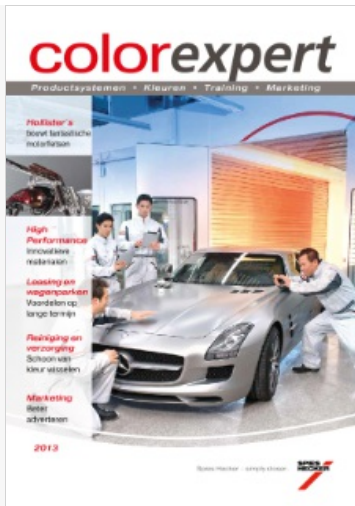 colorexpert
Productsystemen • Kleuren • Training • Marketing
Hollister's
bouwt fantastische
motorfietsen
High
Performance
Innovatieve
materialen
Leasing en
wagenparken
Voordelen op
lange termijn
Reiniging en
verzorging
Schoon van
kleur wisselen
Marketing
Beter
adverteren
2013
Spies Hecker – simply closer.
SPIES
HECKER